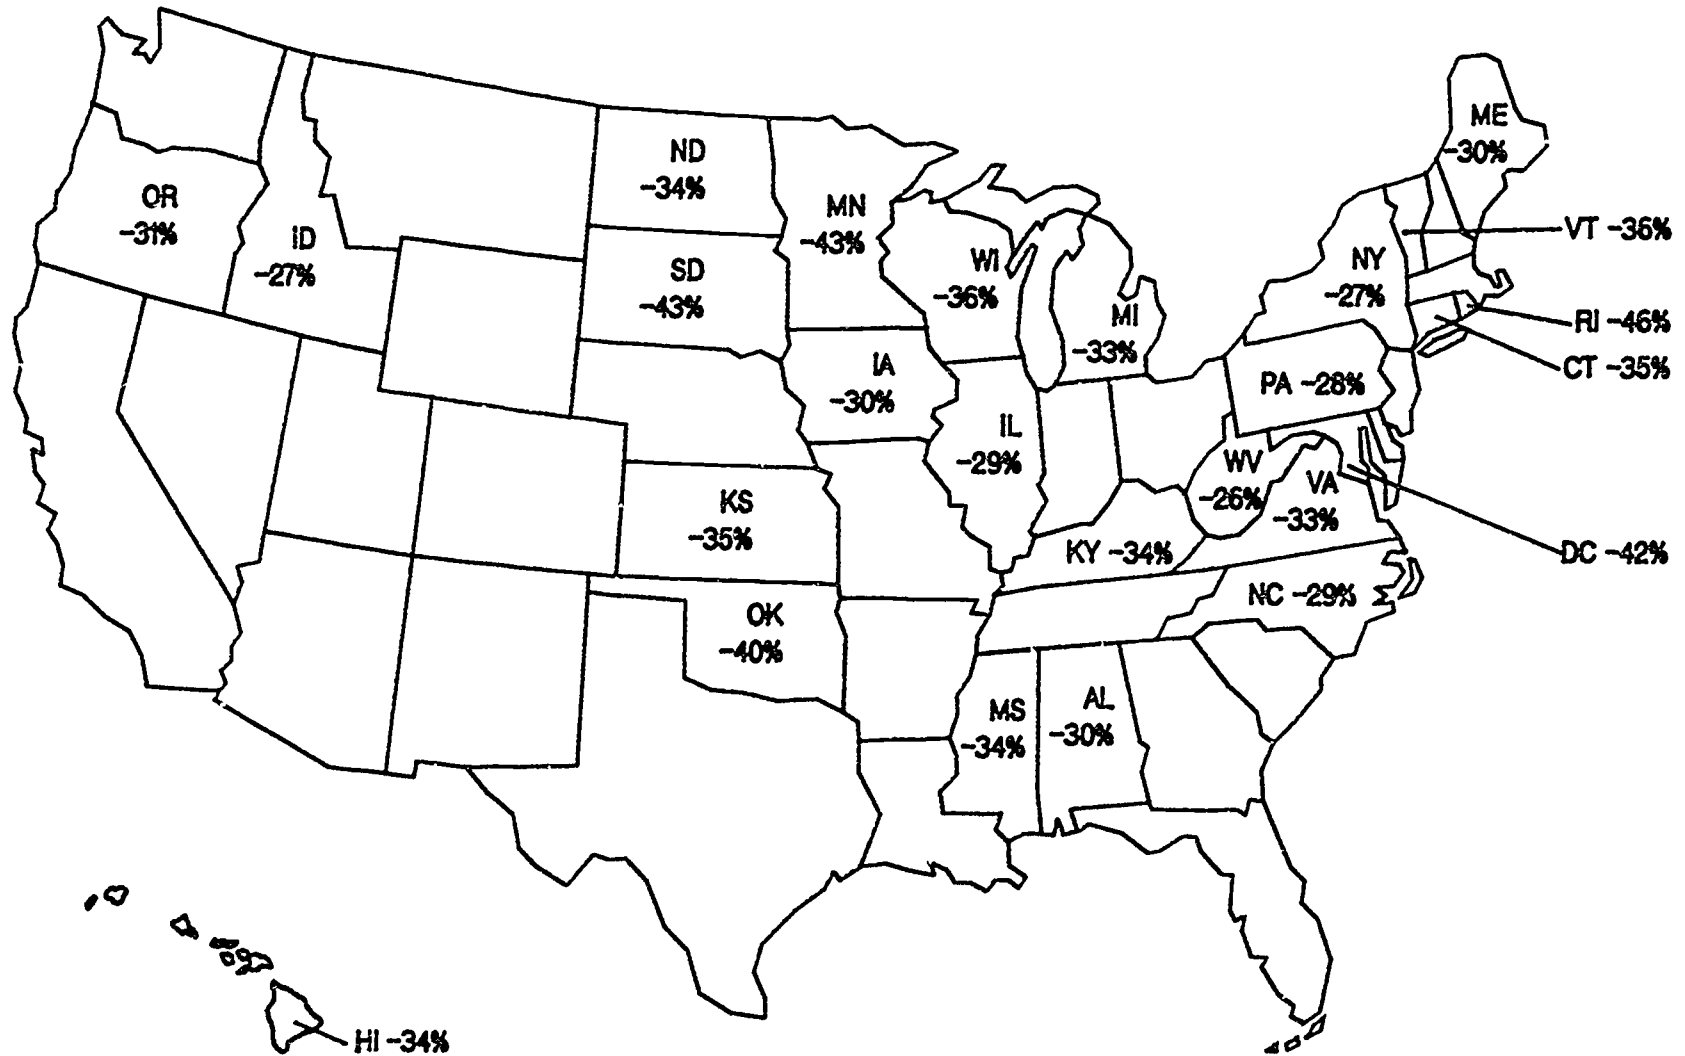 ME
-30%
ND
-34%
OR
-31%
MN
-43%
VT -36%
ID
-27%
WI
-36%
NY
-27%
SD
-43%
MI
-33%
RI -46%
IA
-30%
CT -35%
PA -28%
IL
-29%
WV
-26%
VA
-33%
KS
-35%
KY -34%
DC -42%
NC -29%
OK
-40%
MS
-34%
AL
-30%
HI -34%